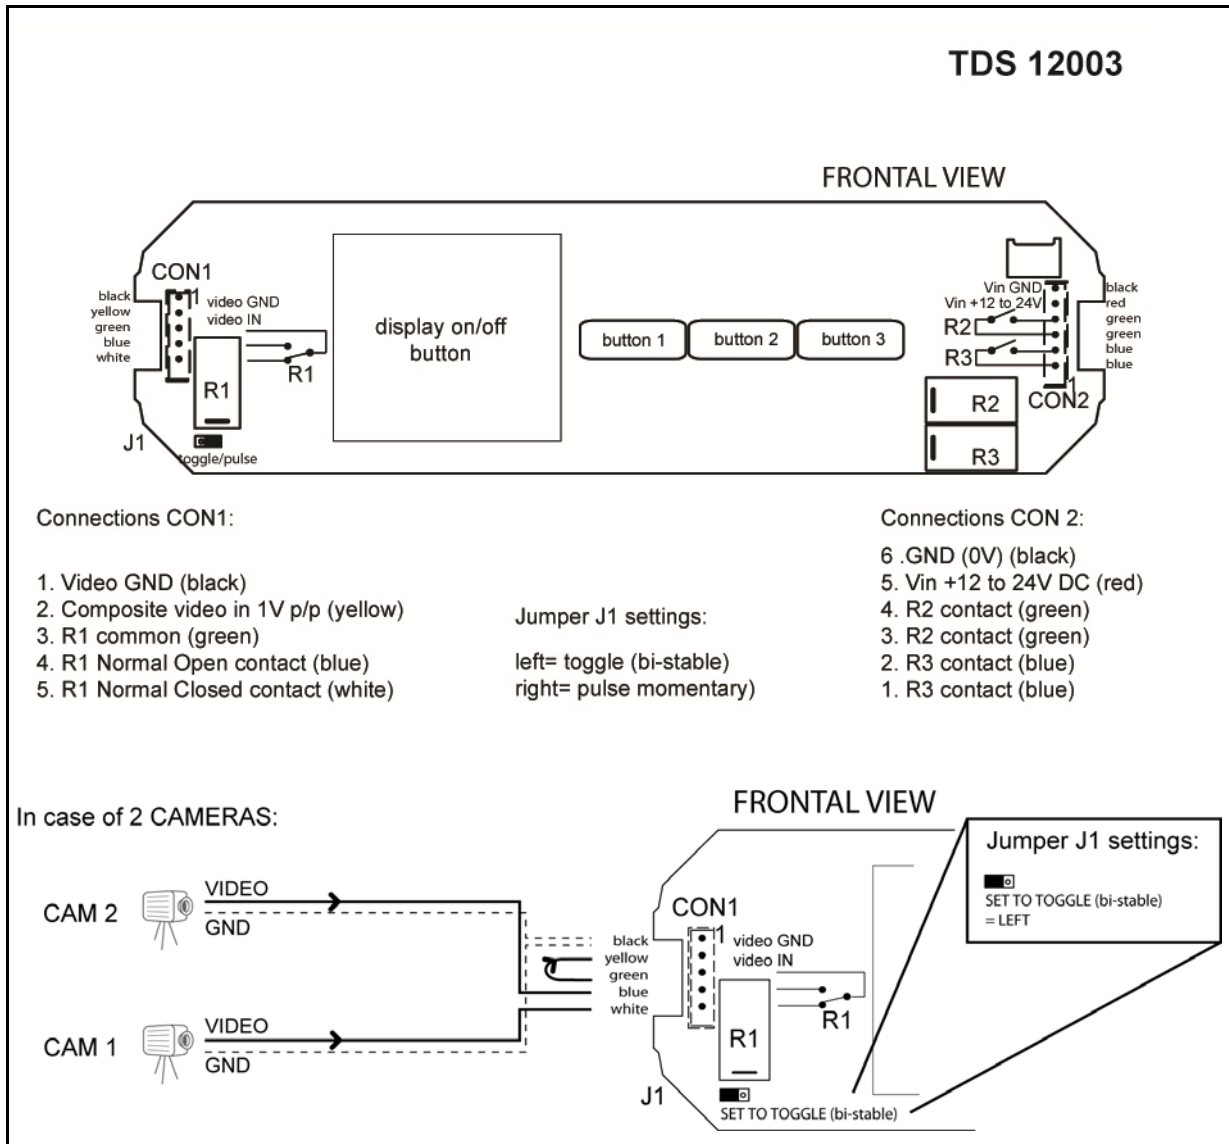 TDS 12003
FRONTAL VIEW
CON1
1
black
yellow
green
blue
white
video GND
video IN
R1
R1
J1
toggle/pulse
display on/off
button
button 1
button 2
button 3
Vin GND
Vin +12 to 24V
R2
R3
black
red
green
green
blue
blue
1
CON2
R2
R3
Connections CON1:
1. Video GND (black)
2. Composite video in 1V p/p (yellow)
3. R1 common (green)
4. R1 Normal Open contact (blue)
5. R1 Normal Closed contact (white)
Jumper J1 settings:
left= toggle (bi-stable)
right= pulse momentary)
Connections CON 2:
6 .GND (0V) (black)
5. Vin +12 to 24V DC (red)
4. R2 contact (green)
3. R2 contact (green)
2. R3 contact (blue)
1. R3 contact (blue)
In case of 2 CAMERAS:
FRONTAL VIEW
CAM 2
VIDEO
GND
CAM 1
VIDEO
GND
CON1
1
black
yellow
green
blue
white
video GND
video IN
R1
R1
J1
SET TO TOGGLE (bi-stable)
Jumper J1 settings:
SET TO TOGGLE (bi-stable)
= LEFT